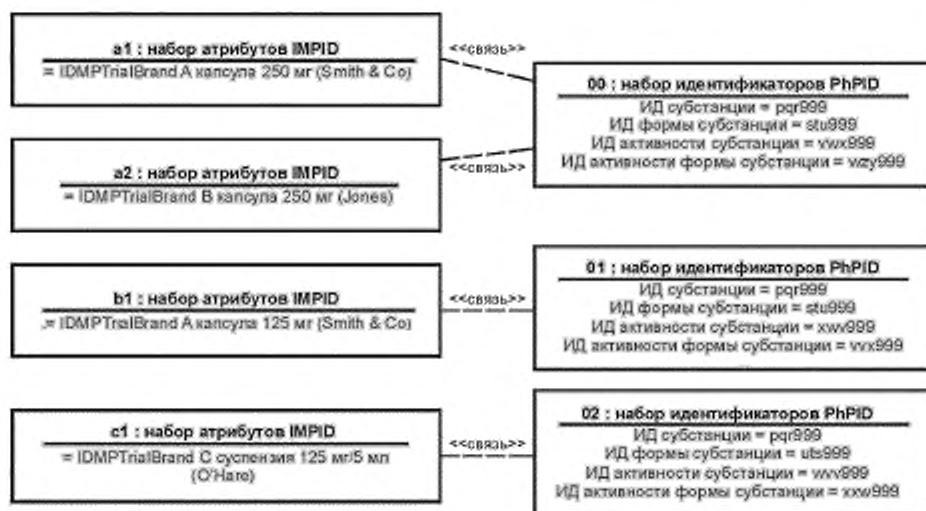 a1 : набор атрибутов IMPID
= IDMPTrialBrand A капсула 250 мг (Smith & Co)
<<связь>>
00 : набор идентификаторов PhPID
ИД субстанции = pqr999
ИД формы субстанции = stu999
ИД активности субстанции = vwx999
ИД активности формы субстанции = wzy999
a2 : набор атрибутов IMPID
= IDMPTrialBrand B капсула 250 мг (Jones)
<<связь>>
b1 : набор атрибутов IMPID
.= IDMPTrialBrand A капсула 125 мг (Smith & Co)
<<связь>>
01 : набор идентификаторов PhPID
ИД субстанции = pqr999
ИД формы субстанции = stu999
ИД активности субстанции = xwv999
ИД активности формы субстанции = vvx999
c1 : набор атрибутов IMPID
= IDMPTrialBrand C суспензия 125 мг/5 мл
(O'Hare)
<<связь>>
02 : набор идентификаторов PhPID
ИД субстанции = pqr999
ИД формы субстанции = uts999
ИД активности субстанции = wvv999
ИД активности формы субстанции = xxw999